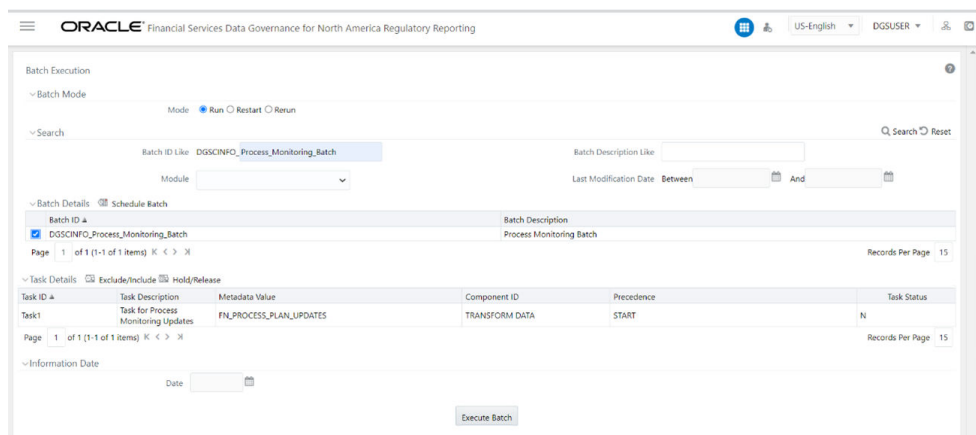 ORACLE Financial Services Data Governance for North America Regulatory Reporting US-English DGSUSER
Batch Execution
Batch Mode
Mode Run Restart Rerun
Search Search Reset
Batch ID Like DGSCINFO_Process_Monitoring_Batch Batch Description Like
Module Last Modification Date Between And
Batch Details Schedule Batch
Batch ID Batch Description
DGSCINFO_Process_Monitoring_Batch Process Monitoring Batch
Page 1 of 1 (1-1 of 1 items) Records Per Page 15
Task Details Exclude/Include Hold/Release
Task ID Task Description Metadata Value Component ID Precedence Task Status
Task1 Task for Process Monitoring Updates FN_PROCESS_PLAN_UPDATES TRANSFORM DATA START N
Page 1 of 1 (1-1 of 1 items) Records Per Page 15
Information Date
Date
Execute Batch